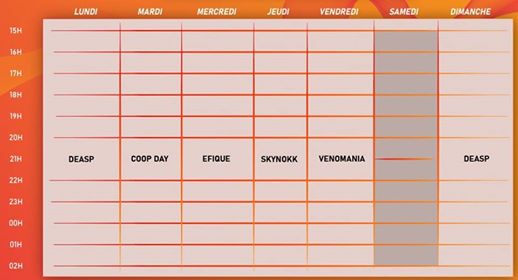 LUNDI MARDI MERCREDI JEUDI VENDREDI SAMEDI DIMANCHE
15H
16H
17H
18H
19H
20H
21H DEASP COOP DAY EFIQUE SKYNOKK VENOMANIA DEASP
22H
23H
00H
01H
02H